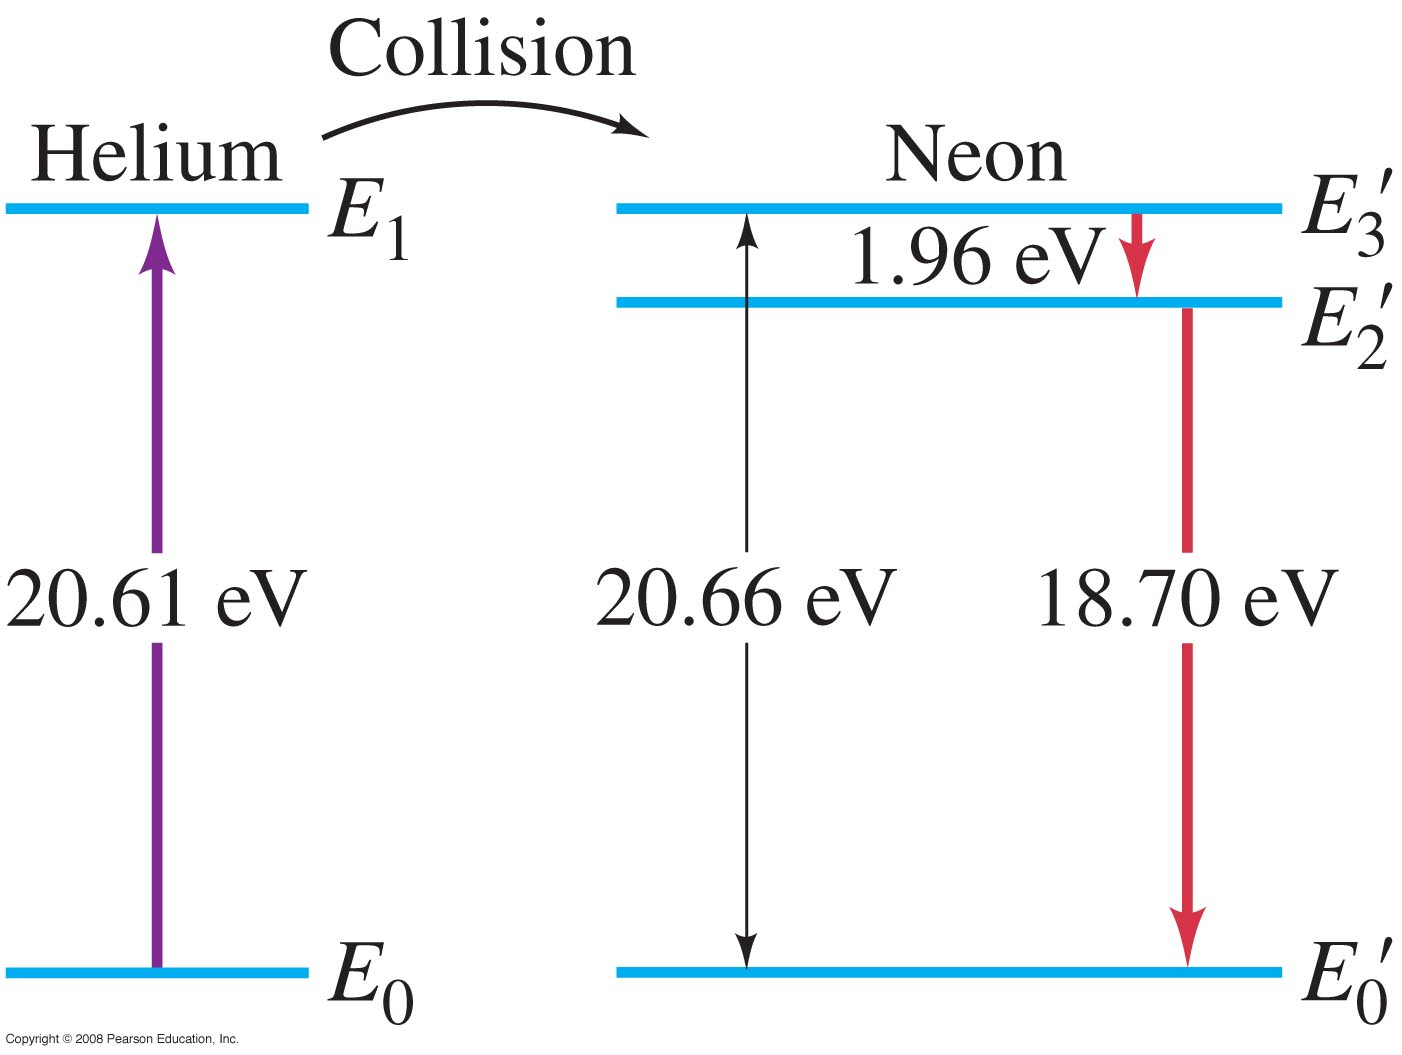 Collision
Helium
Neon
E₁
E₃′
1.96 eV
E₂′
20.61 eV
20.66 eV
18.70 eV
E₀
E₀′
Copyright © 2008 Pearson Education, Inc.